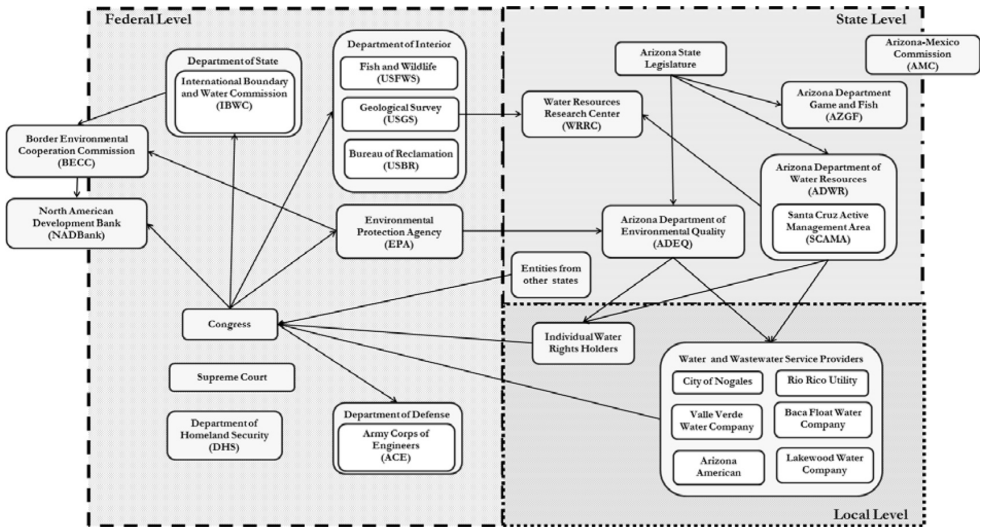 Federal Level
Department of State
International Boundary
and Water Commission
(IBWC)
Department of Interior
Fish and Wildlife
(USFWS)
Geological Survey
(USGS)
Bureau of Reclamation
(USBR)
Border Environmental
Cooperation Commission
(BECC)
North American
Development Bank
(NADBank)
Environmental
Protection Agency
(EPA)
Congress
Supreme Court
Department of
Homeland Security
(DHS)
Department of Defense
Army Corps of
Engineers
(ACE)
State Level
Arizona-Mexico
Commission
(AMC)
Arizona State
Legislature
Water Resources
Research Center
(WRRC)
Arizona Department
Game and Fish
(AZGF)
Arizona Department of
Water Resources
(ADWR)
Santa Cruz Active
Management Area
(SCAMA)
Arizona Department of
Environmental Quality
(ADEQ)
Entities from
other states
Individual Water
Rights Holders
Water and Wastewater Service Providers
City of Nogales
Rio Rico Utility
Valle Verde
Water Company
Baca Float Water
Company
Arizona
American
Lakewood Water
Company
Local Level